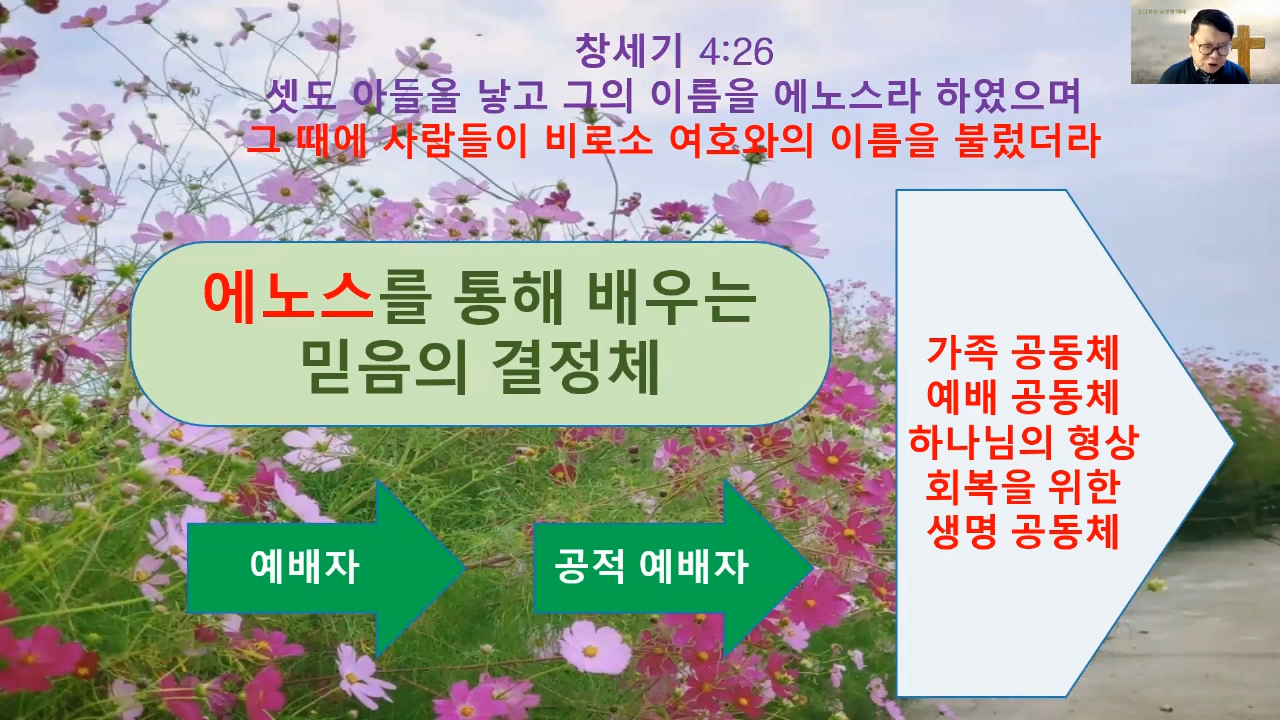 창세기 4:26
셋도 아들을 낳고 그의 이름을 에노스라 하였으며
그 때에 사람들이 비로소 여호와의 이름을 불렀더라
에노스를 통해 배우는
믿음의 결정체
예배자
공적 예배자
가족 공동체
예배 공동체
하나님의 형상
회복을 위한
생명 공동체